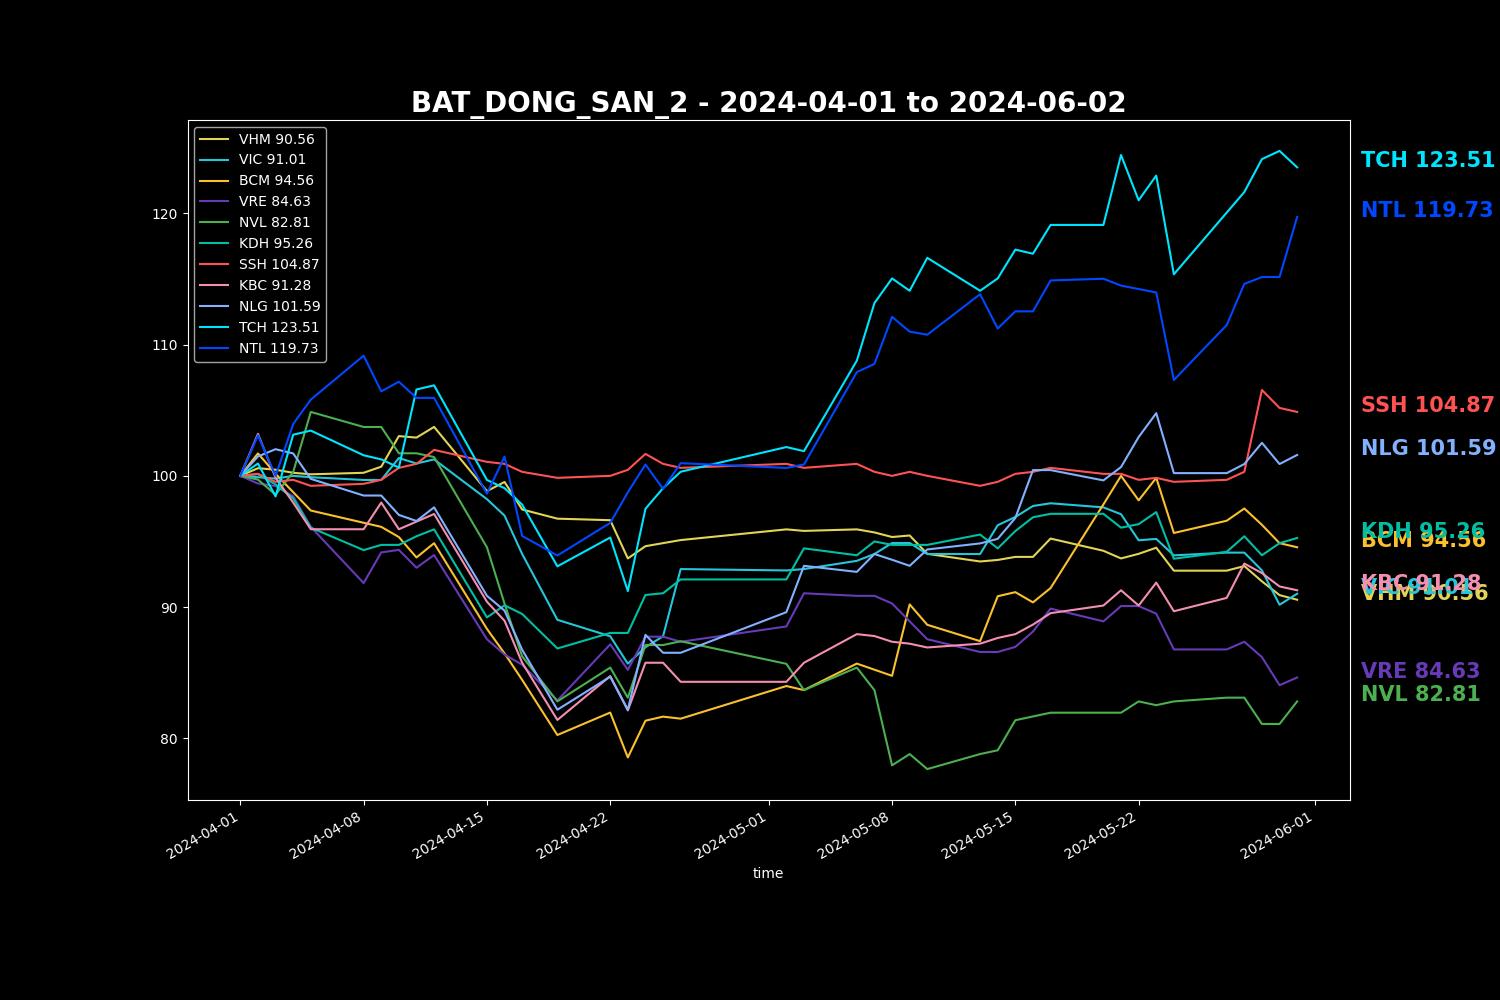 BAT_DONG_SAN_2 - 2024-04-01 to 2024-06-02
VHM 90.56
VIC 91.01
BCM 94.56
VRE 84.63
NVL 82.81
KDH 95.26
SSH 104.87
KBC 91.28
NLG 101.59
TCH 123.51
NTL 119.73
120
110
100
90
80
TCH 123.51
NTL 119.73
SSH 104.87
NLG 101.59
KDH 95.26
BCM 94.56
KBC 91.28
VIC 91.01
VHM 90.56
VRE 84.63
NVL 82.81
2024-04-01
2024-04-08
2024-04-15
2024-04-22
2024-05-01
2024-05-08
2024-05-15
2024-05-22
2024-06-01
time